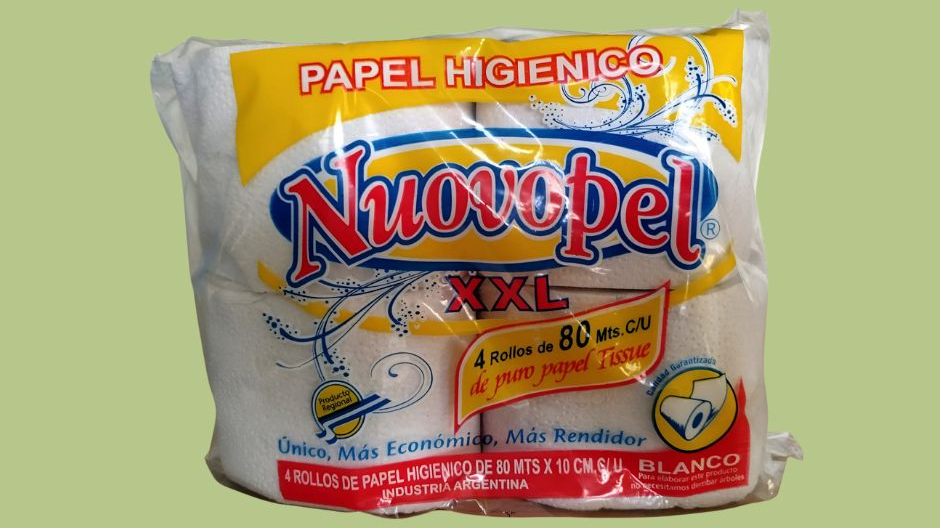 PAPEL HIGIENICO
Nuovopel®
XXL
4 Rollos de 80 Mts. C/U
de puro papel Tissue
Calidad Garantizada
Producto
Regional
Único, Más Económico, Más Rendidor
4 ROLLOS DE PAPEL HIGIENICO DE 80 MTS X 10 CM. C/U
INDUSTRIA ARGENTINA
BLANCO
Para elaborar este producto
no necesitamos derribar arboles